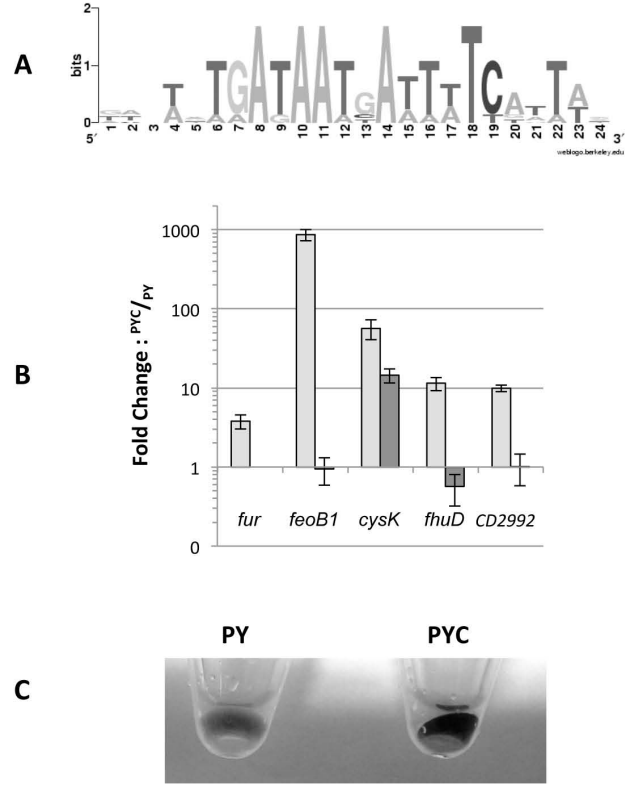 A
2
bits
1
0
TTGATAATGATTTTCATTA
5′
1 2 3 4 5 6 7 8 9 10 11 12 13 14 15 16 17 18 19 20 21 22 23 24
3′
weblogo.berkeley.edu
B
Fold Change : PYC/PY
1000
100
10
1
0
fur feoB1 cysK fhuD CD2992
PY PYC
C